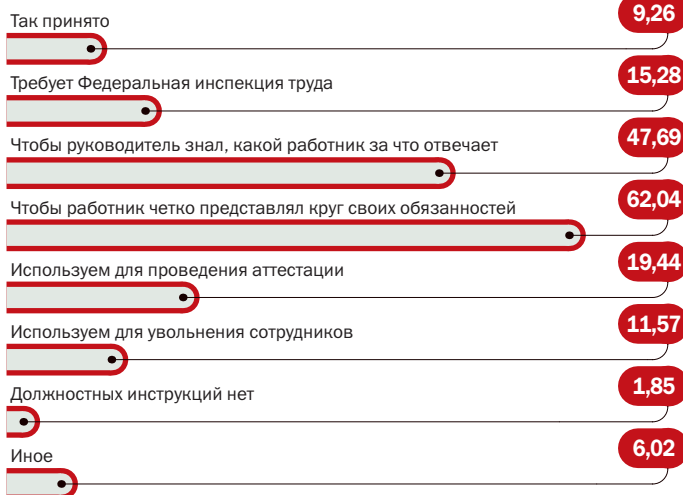 Так принято
9,26
Требует Федеральная инспекция труда
15,28
Чтобы руководитель знал, какой работник за что отвечает
47,69
Чтобы работник четко представлял круг своих обязанностей
62,04
Используем для проведения аттестации
19,44
Используем для увольнения сотрудников
11,57
Должностных инструкций нет
1,85
Иное
6,02